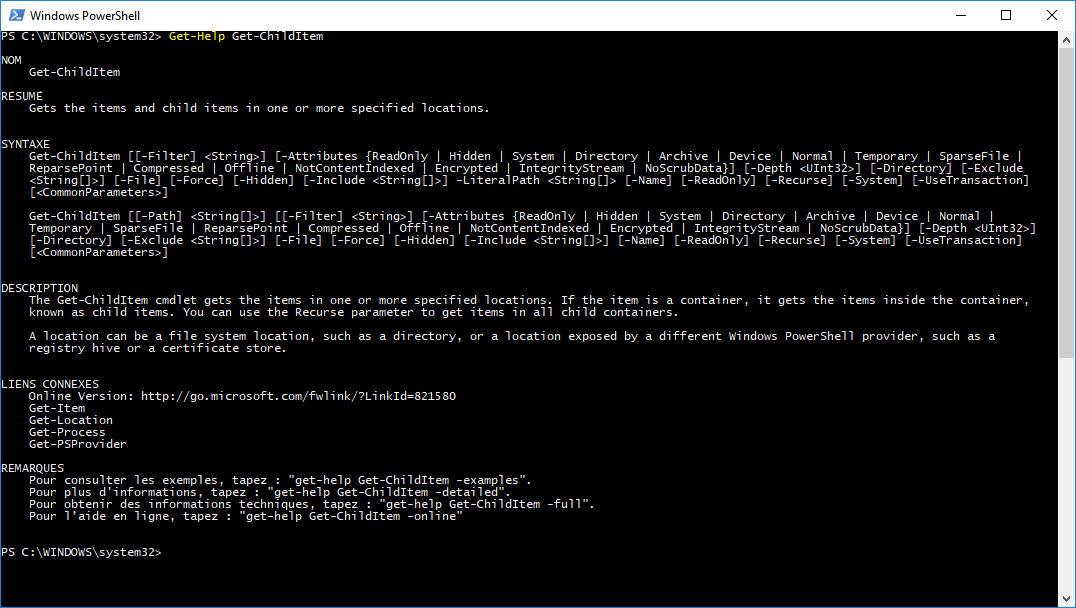 Windows PowerShell
PS C:\WINDOWS\system32> Get-Help Get-ChildItem
NOM
Get-ChildItem
RÉSUMÉ
Gets the items and child items in one or more specified locations.
SYNTAXE
Get-ChildItem [[-Filter] <String>] [-Attributes {ReadOnly | Hidden | System | Directory | Archive | Device | Normal | Temporary | SparseFile |
ReparsePoint | Compressed | Offline | NotContentIndexed | Encrypted | IntegrityStream | NoScrubData}] [-Depth <UInt32>] [-Directory] [-Exclude
<String[]>] [-File] [-Force] [-Hidden] [-Include <String[]>] -LiteralPath <String[]> [-Name] [-ReadOnly] [-Recurse] [-System] [-UseTransaction]
[<CommonParameters>]
Get-ChildItem [[-Path] <String[]>] [[-Filter] <String>] [-Attributes {ReadOnly | Hidden | System | Directory | Archive | Device | Normal |
Temporary | SparseFile | ReparsePoint | Compressed | Offline | NotContentIndexed | Encrypted | IntegrityStream | NoScrubData}] [-Depth <UInt32>]
[-Directory] [-Exclude <String[]>] [-File] [-Force] [-Hidden] [-Include <String[]>] [-Name] [-ReadOnly] [-Recurse] [-System] [-UseTransaction]
[<CommonParameters>]
DESCRIPTION
The Get-ChildItem cmdlet gets the items in one or more specified locations. If the item is a container, it gets the items inside the container,
known as child items. You can use the Recurse parameter to get items in all child containers.
A location can be a file system location, such as a directory, or a location exposed by a different Windows PowerShell provider, such as a
registry hive or a certificate store.
LIENS CONNEXES
Online Version: http://go.microsoft.com/fwlink/?LinkId=821580
Get-Item
Get-Location
Get-Process
Get-PSProvider
REMARQUES
Pour consulter les exemples, tapez : "get-help Get-ChildItem -examples".
Pour plus d'informations, tapez : "get-help Get-ChildItem -detailed".
Pour obtenir des informations techniques, tapez : "get-help Get-ChildItem -full".
Pour l'aide en ligne, tapez : "get-help Get-ChildItem -online"
PS C:\WINDOWS\system32>